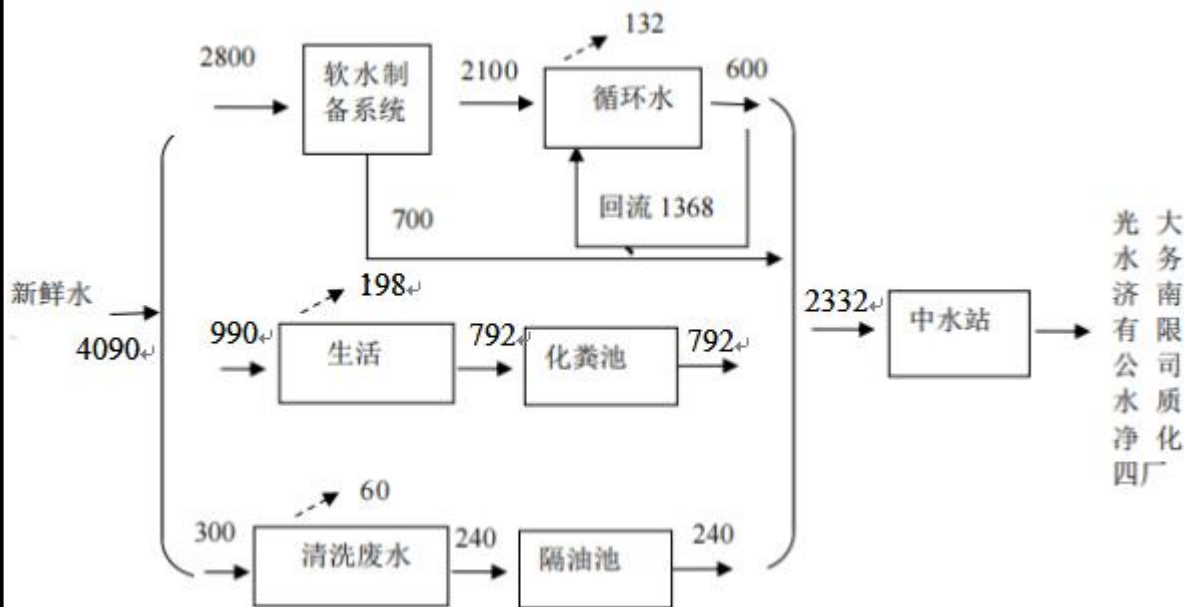 132
2800
软水制
备系统
2100
循环水
600
700
回流 1368
新鲜水
4090
198
990
生活
792
化粪池
792
2332
中水站
光 大
水 务
济 南
有 限
公 司
水 质
净 化
四厂
60
300
清洗废水
240
隔油池
240